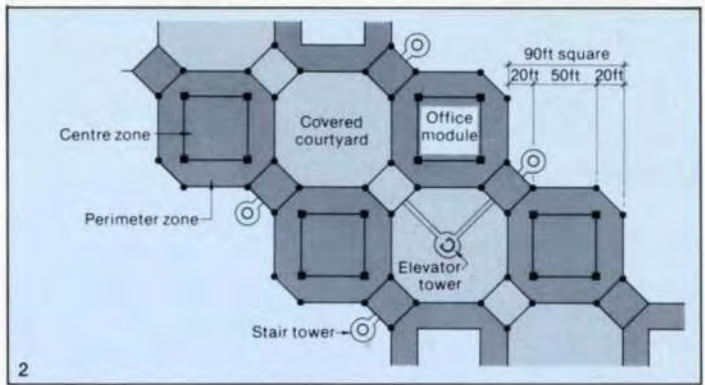 90ft square
20ft 50ft 20ft
Centre zone
Covered
courtyard
Office
module
Perimeter zone
Elevator
tower
Stair tower
2